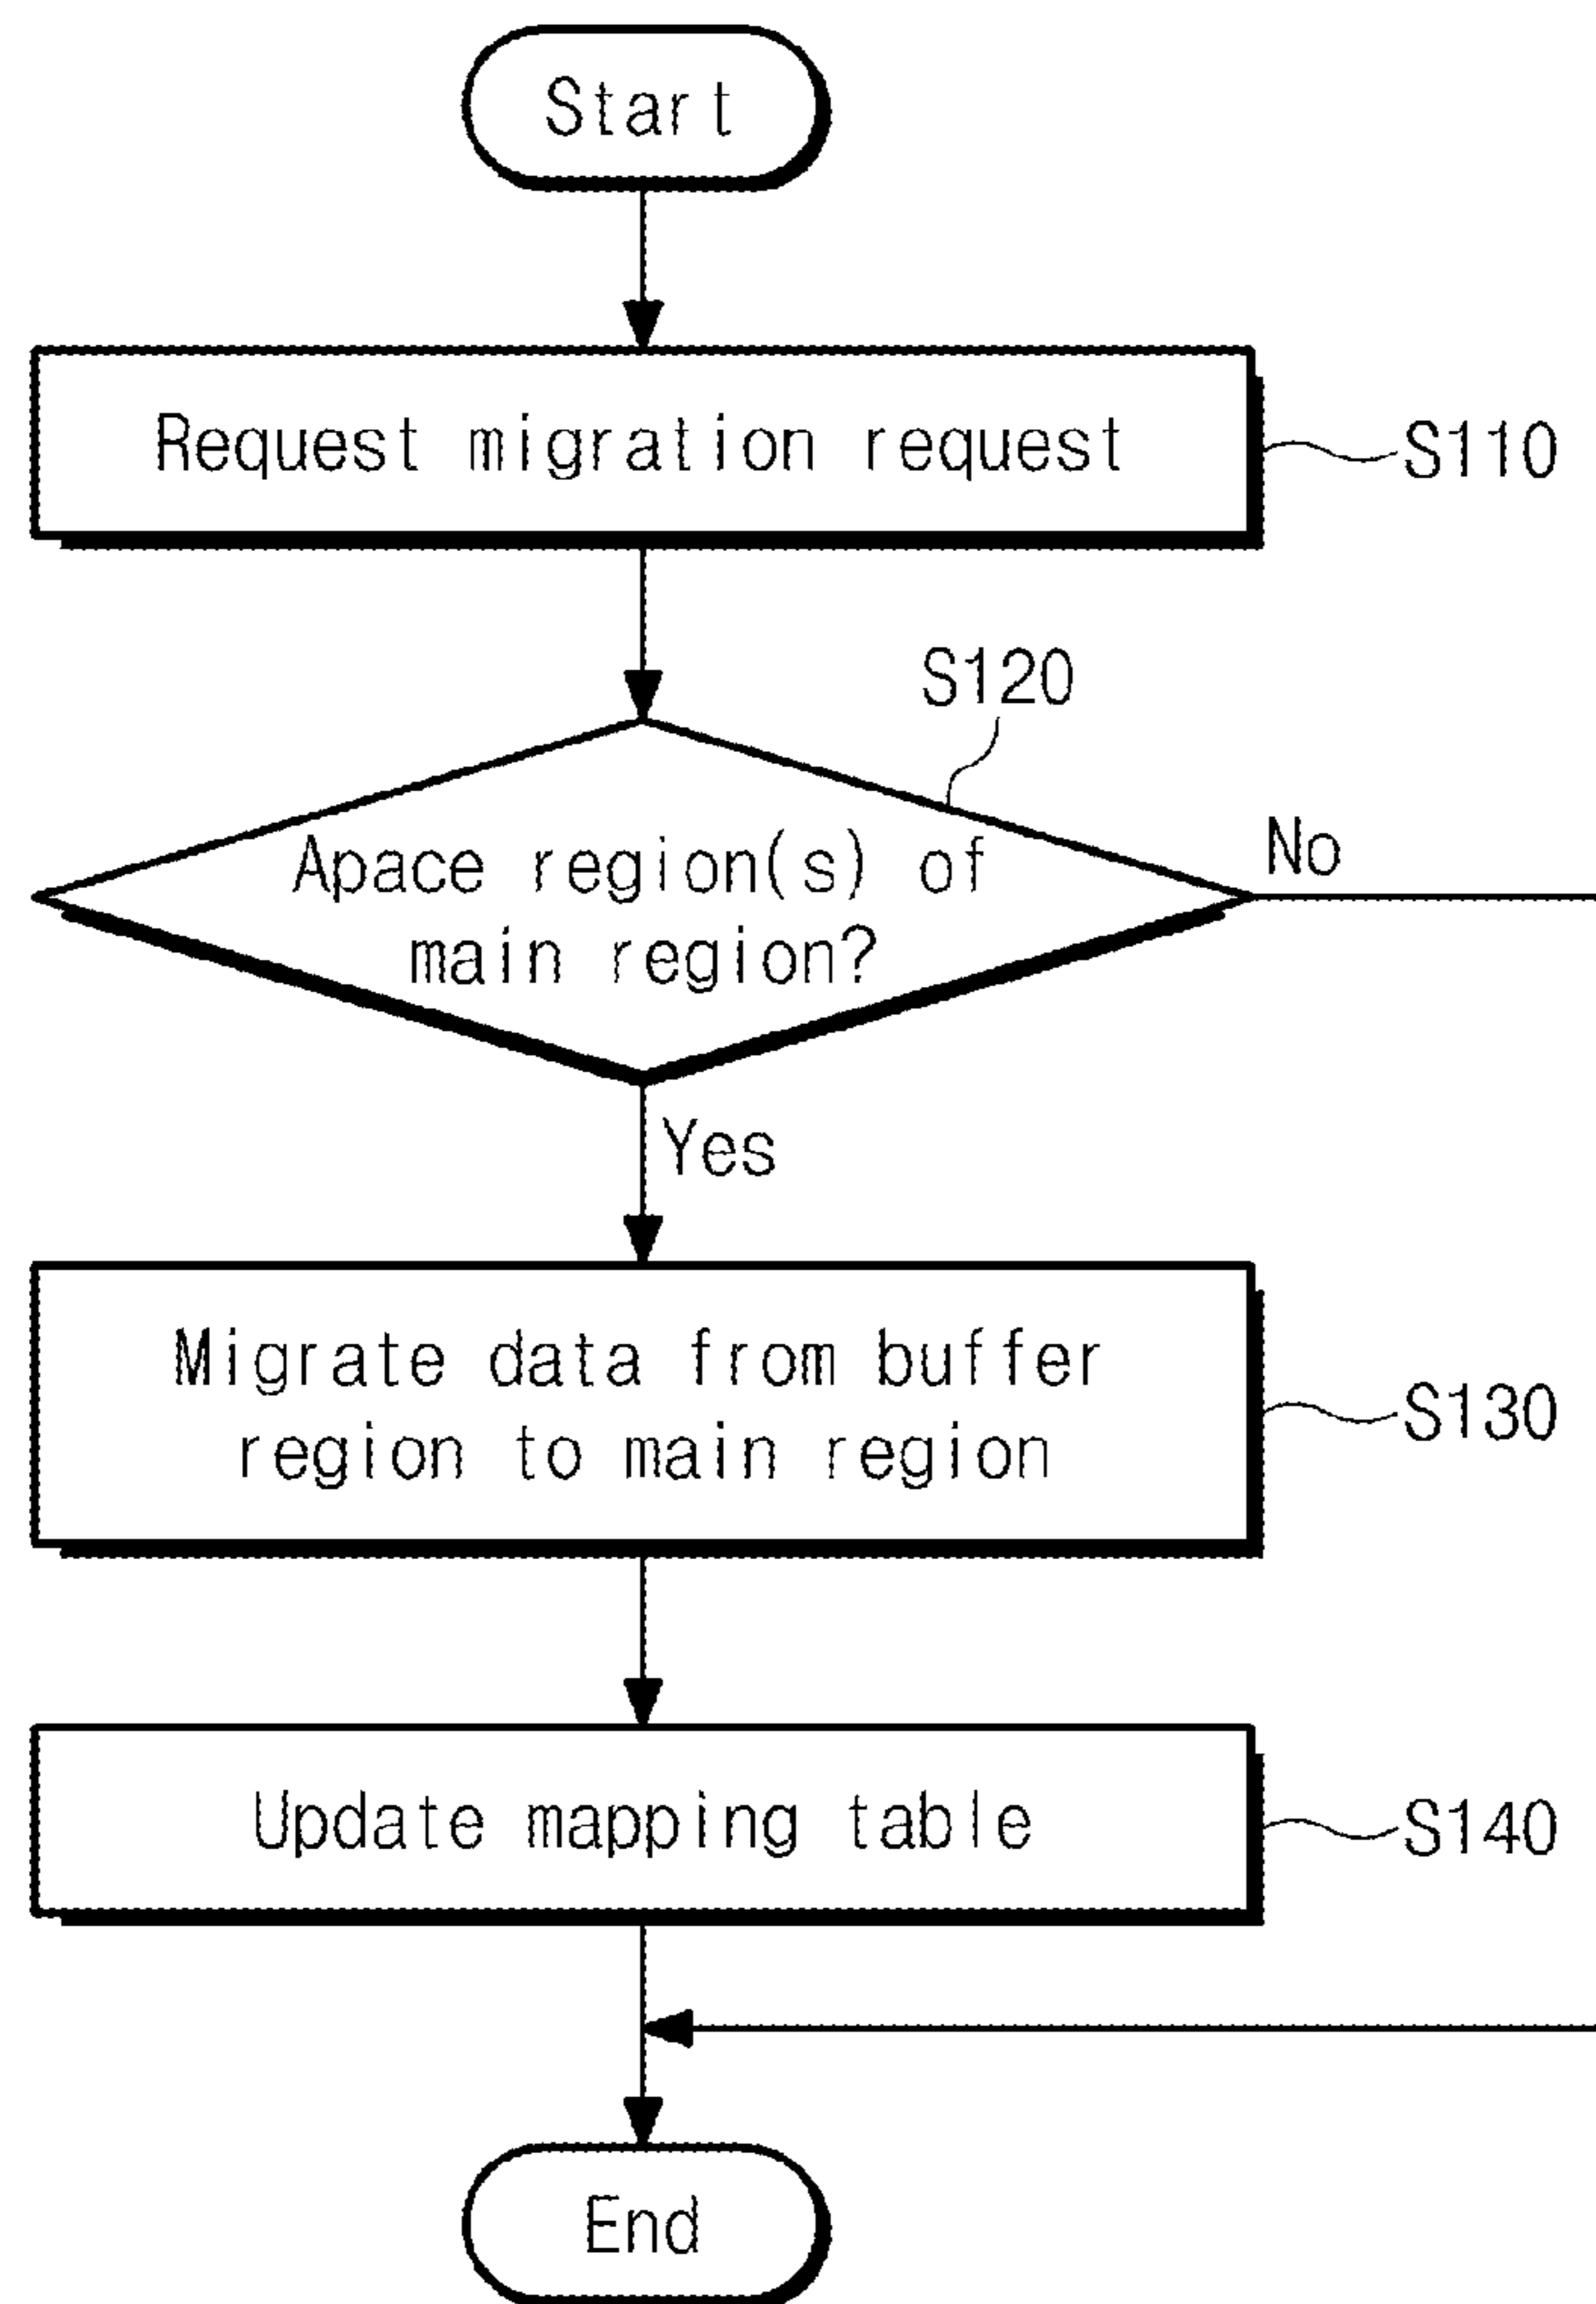 Start
Request migration request
S110
S120
Apace region(s) of
main region?
No
Yes
Migrate data from buffer
region to main region
S130
Update mapping table
S140
End